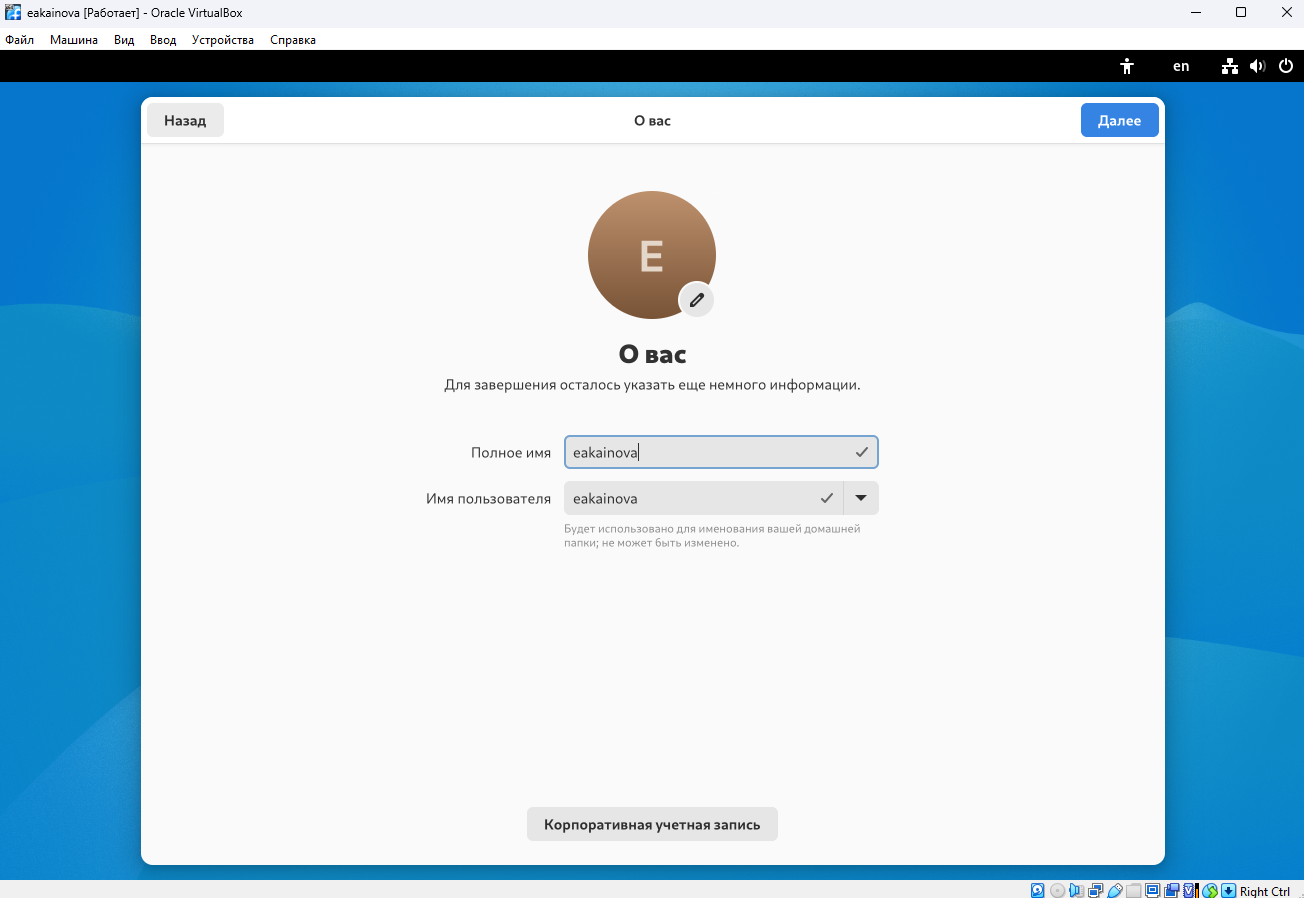 eakainova [Работает] - Oracle VirtualBox
Файл Машина Вид Ввод Устройства Справка
en
Назад О вас Далее
E
О вас
Для завершения осталось указать еще немного информации.
Полное имя eakainova
Имя пользователя eakainova
Будет использовано для именования вашей домашней
папки; не может быть изменено.
Корпоративная учетная запись
Right Ctrl